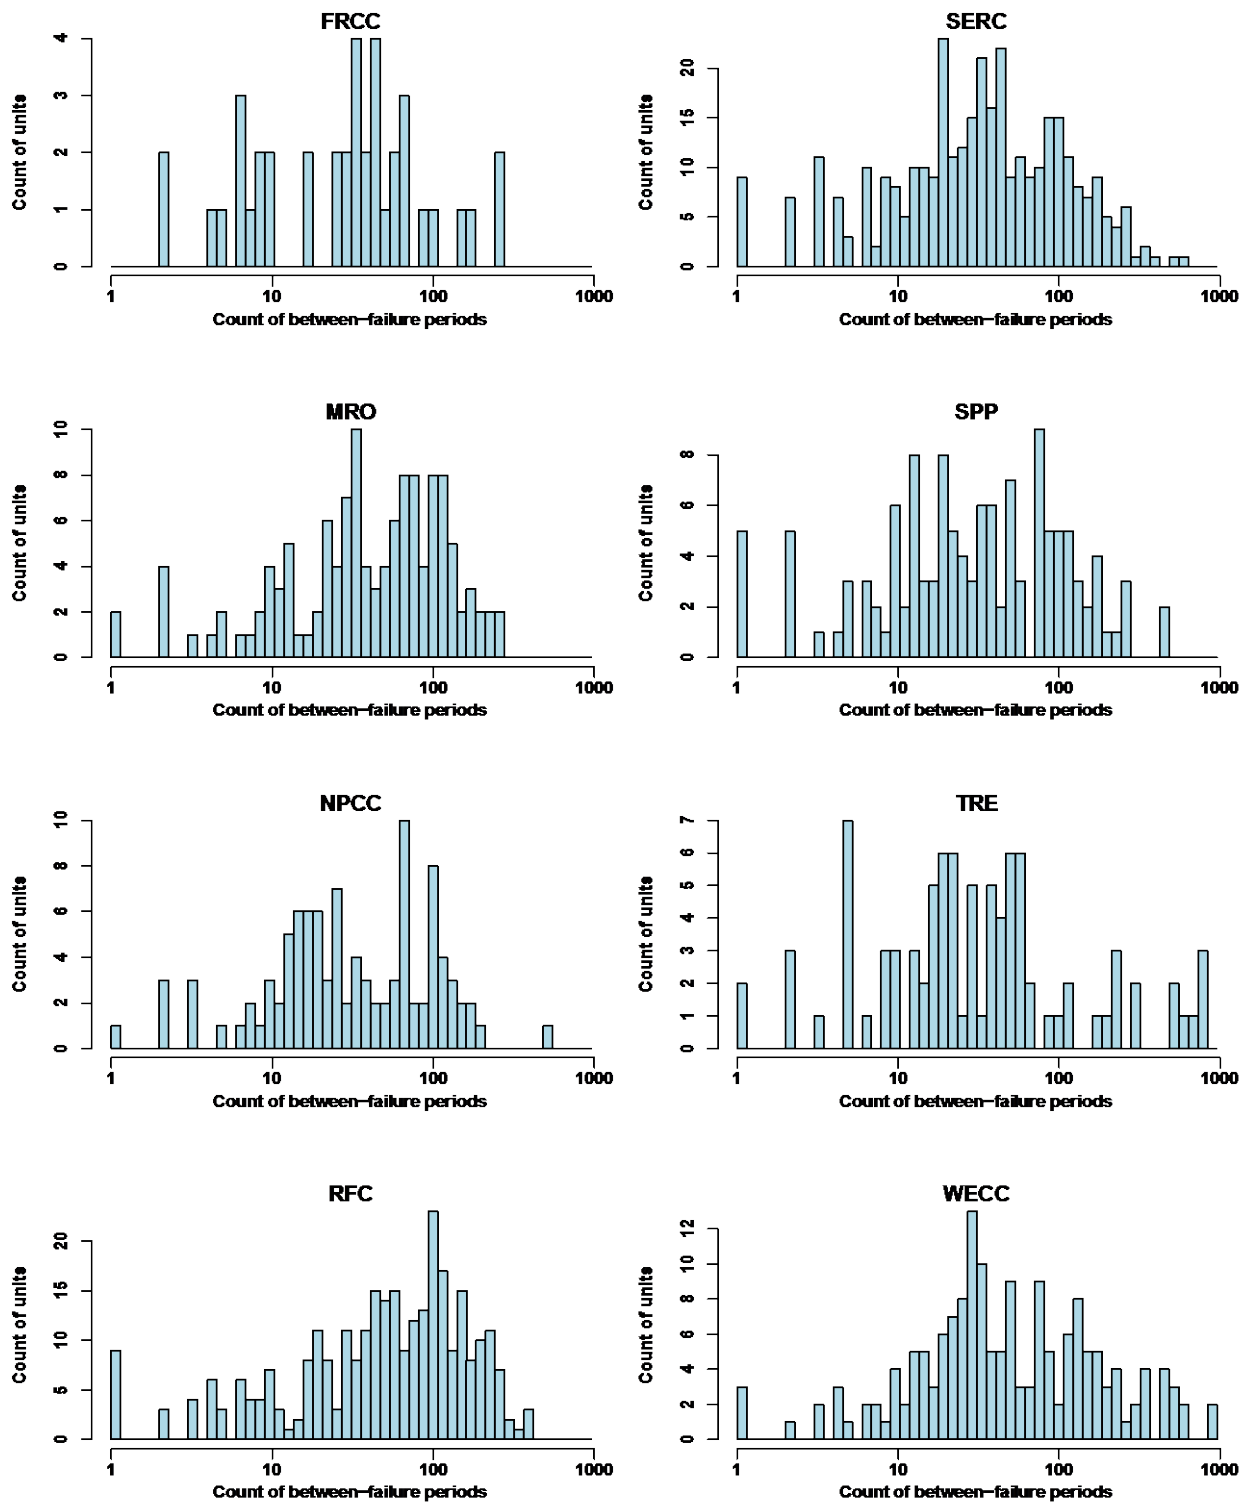 FRCC
Count of units
0 1 2 3 4
1 10 100 1000
Count of between-failure periods
SERC
Count of units
0 5 10 15 20
1 10 100 1000
Count of between-failure periods
MRO
Count of units
0 2 4 6 8 10
1 10 100 1000
Count of between-failure periods
SPP
Count of units
0 2 4 6 8
1 10 100 1000
Count of between-failure periods
NPCC
Count of units
0 2 4 6 8 10
1 10 100 1000
Count of between-failure periods
TRE
Count of units
0 1 2 3 4 5 6 7
1 10 100 1000
Count of between-failure periods
RFC
Count of units
0 5 10 15 20
1 10 100 1000
Count of between-failure periods
WECC
Count of units
0 2 4 6 8 10 12
1 10 100 1000
Count of between-failure periods